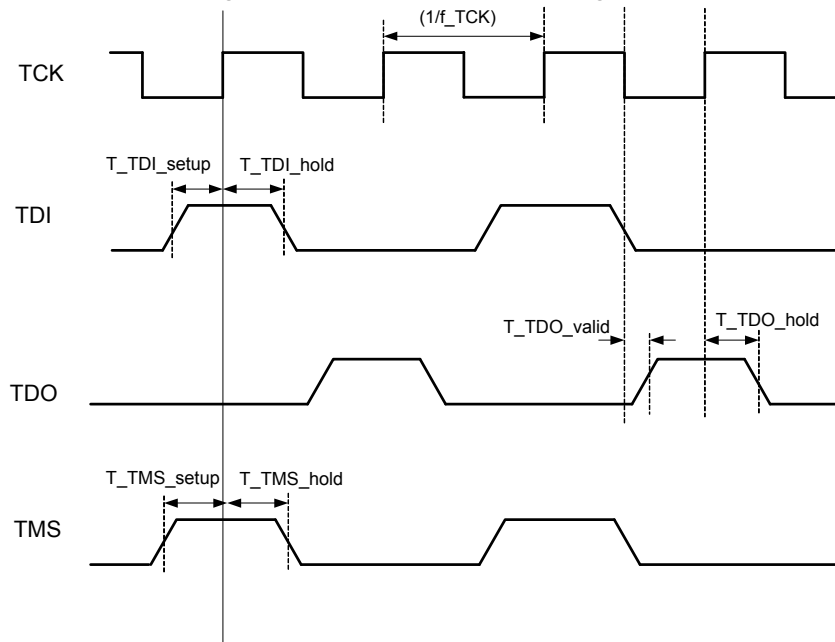 (1/f_TCK)
TCK
T_TDI_setup
T_TDI_hold
TDI
T_TDO_valid
T_TDO_hold
TDO
T_TMS_setup
T_TMS_hold
TMS